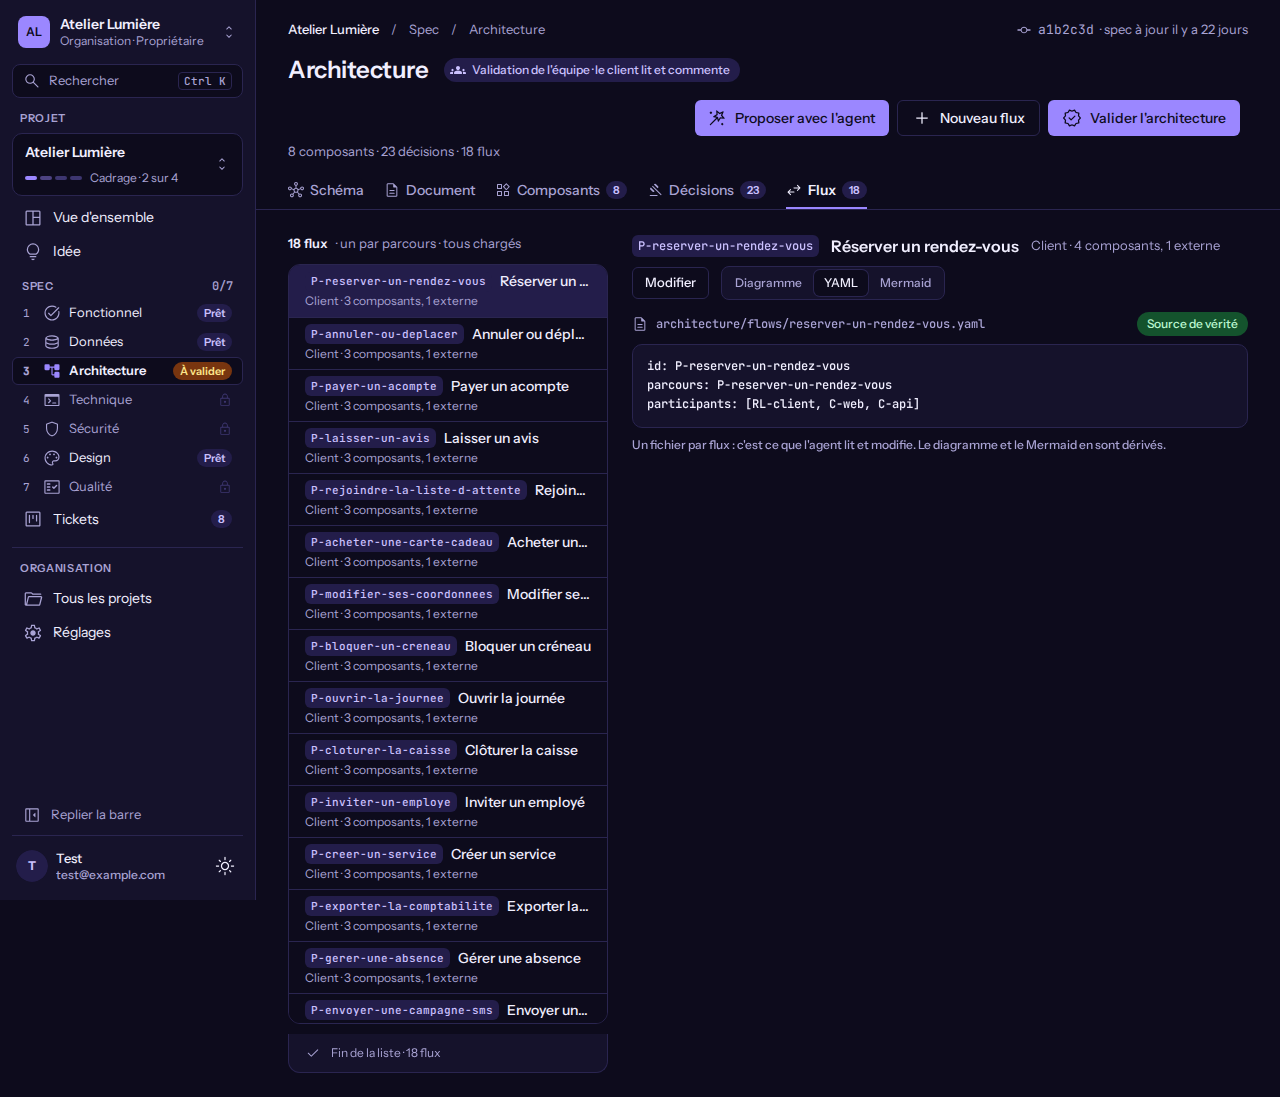 AL
Atelier Lumière
Organisation · Propriétaire
Rechercher
Ctrl K
PROJET
Atelier Lumière
Cadrage · 2 sur 4
Vue d'ensemble
Idée
SPEC 0/7
1 Fonctionnel Prêt
2 Données Prêt
3 Architecture À valider
4 Technique
5 Sécurité
6 Design Prêt
7 Qualité
Tickets 8
ORGANISATION
Tous les projets
Réglages
Replier la barre
T
Test
test@example.com
Atelier Lumière / Spec / Architecture
a1b2c3d · spec à jour il y a 22 jours
Architecture
Validation de l'équipe · le client lit et commente
Proposer avec l'agent
Nouveau flux
Valider l'architecture
8 composants · 23 décisions · 18 flux
Schéma
Document
Composants 8
Décisions 23
Flux 18
18 flux · un par parcours · tous chargés
P-reserver-un-rendez-vous Réserver un ...
Client · 3 composants, 1 externe
P-annuler-ou-deplacer Annuler ou dépl...
Client · 3 composants, 1 externe
P-payer-un-acompte Payer un acompte
Client · 3 composants, 1 externe
P-laisser-un-avis Laisser un avis
Client · 3 composants, 1 externe
P-rejoindre-la-liste-d-attente Rejoin...
Client · 3 composants, 1 externe
P-acheter-une-carte-cadeau Acheter un...
Client · 3 composants, 1 externe
P-modifier-ses-coordonnees Modifier se...
Client · 3 composants, 1 externe
P-bloquer-un-creneau Bloquer un créneau
Client · 3 composants, 1 externe
P-ouvrir-la-journee Ouvrir la journée
Client · 3 composants, 1 externe
P-cloturer-la-caisse Clôturer la caisse
Client · 3 composants, 1 externe
P-inviter-un-employe Inviter un employé
Client · 3 composants, 1 externe
P-creer-un-service Créer un service
Client · 3 composants, 1 externe
P-exporter-la-comptabilite Exporter la...
Client · 3 composants, 1 externe
P-gerer-une-absence Gérer une absence
Client · 3 composants, 1 externe
P-envoyer-une-campagne-sms Envoyer un...
Fin de la liste · 18 flux
P-reserver-un-rendez-vous Réserver un rendez-vous Client · 4 composants, 1 externe
Modifier
Diagramme
YAML
Mermaid
architecture/flows/reserver-un-rendez-vous.yaml
Source de vérité
id: P-reserver-un-rendez-vous
parcours: P-reserver-un-rendez-vous
participants: [RL-client, C-web, C-api]
Un fichier par flux : c'est ce que l'agent lit et modifie. Le diagramme et le Mermaid en sont dérivés.